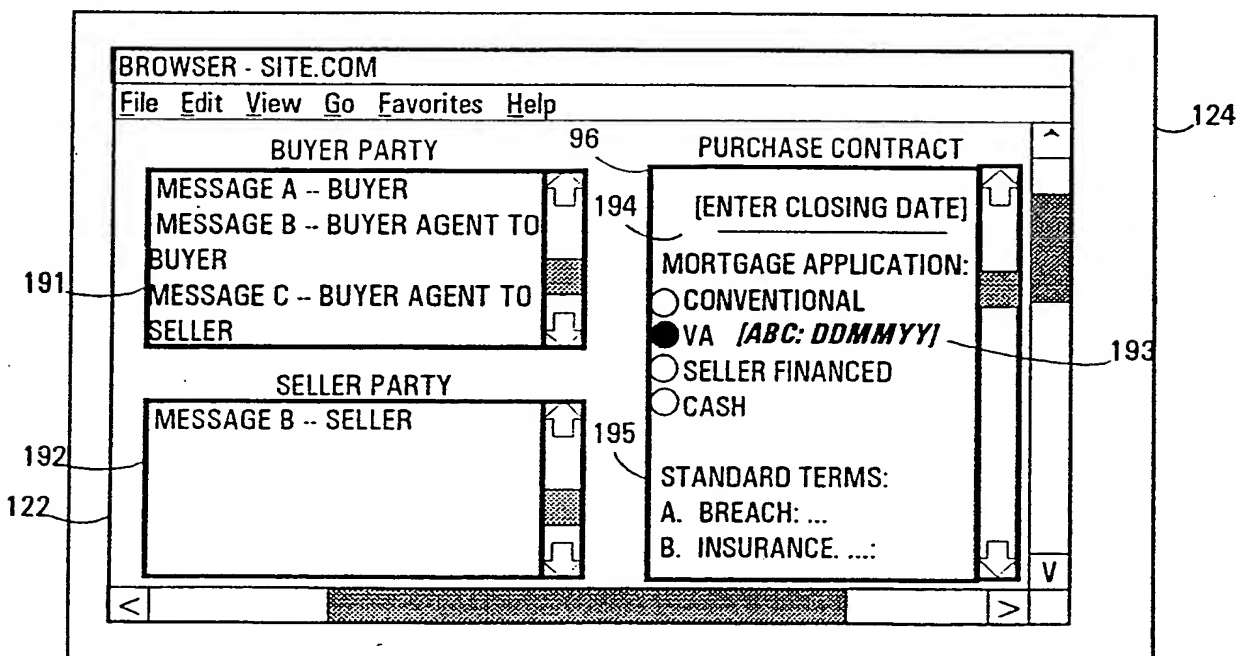 BROWSER - SITE.COM
File Edit View Go Favorites Help
124
BUYER PARTY
MESSAGE A -- BUYER
MESSAGE B -- BUYER AGENT TO
BUYER
MESSAGE C -- BUYER AGENT TO
SELLER
191
SELLER PARTY
MESSAGE B -- SELLER
192
122
96
PURCHASE CONTRACT
194
[ENTER CLOSING DATE]
MORTGAGE APPLICATION:
CONVENTIONAL
VA [ABC: DDMMYY]
193
SELLER FINANCED
CASH
195
STANDARD TERMS:
A. BREACH: ...
B. INSURANCE. ...:
^
V
<
>